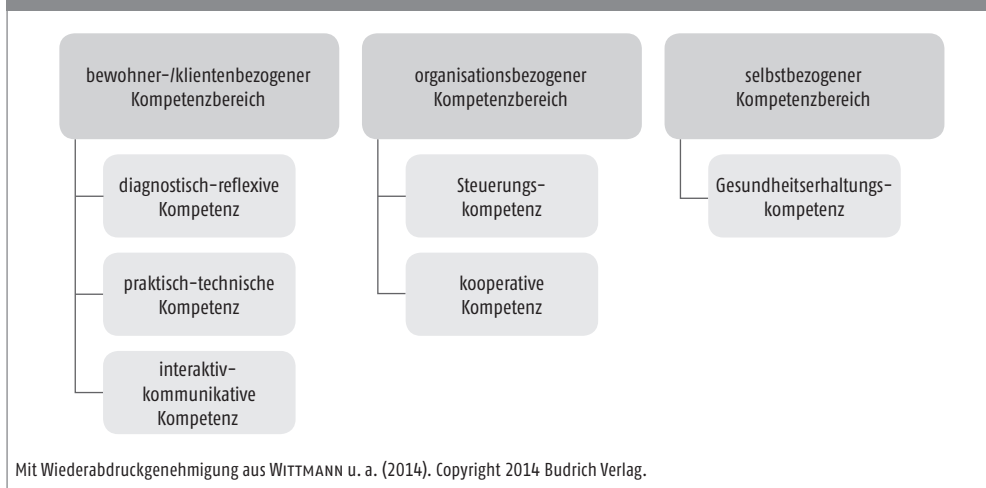 bewohner-/klientenbezogener
Kompetenzbereich
diagnostisch-reflexive
Kompetenz
praktisch-technische
Kompetenz
interaktiv-
kommunikative
Kompetenz
organisationsbezogener
Kompetenzbereich
Steuerungs-
kompetenz
kooperative
Kompetenz
selbstbezogener
Kompetenzbereich
Gesundheitserhaltungs-
kompetenz
Mit Wiederabdruckgenehmigung aus WITTMANN u. a. (2014). Copyright 2014 Budrich Verlag.